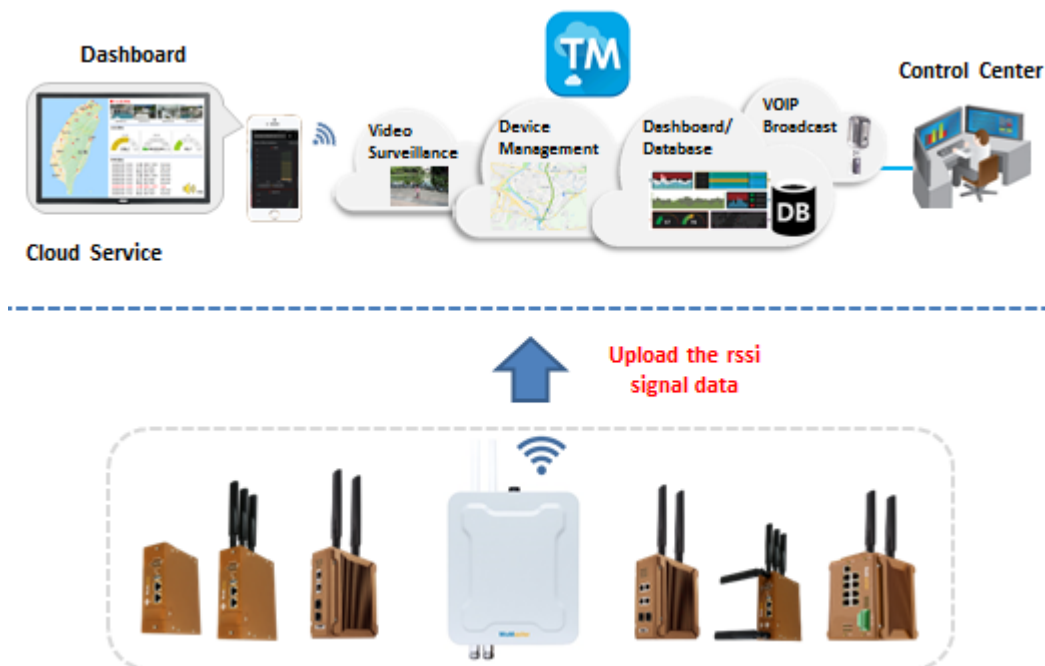 Dashboard
TM
Control Center
Video
Surveillance
Device
Management
Dashboard/
Database
VOIP
Broadcast
DB
Cloud Service
Upload the rssi
signal data